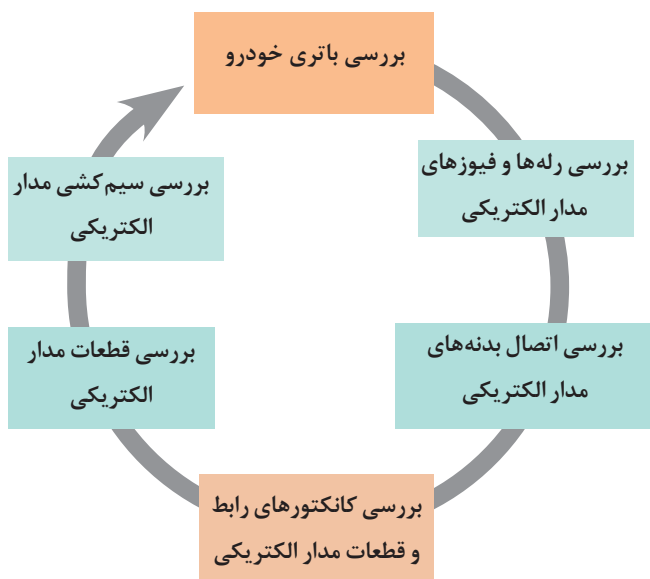 بررسی باتری خودرو
بررسی رله‌ها و فیوزهای
مدار الکتریکی
بررسی اتصال بدنه‌های
مدار الکتریکی
بررسی کانکتورهای رابط
و قطعات مدار الکتریکی
بررسی قطعات مدار
الکتریکی
بررسی سیم‌کشی مدار
الکتریکی